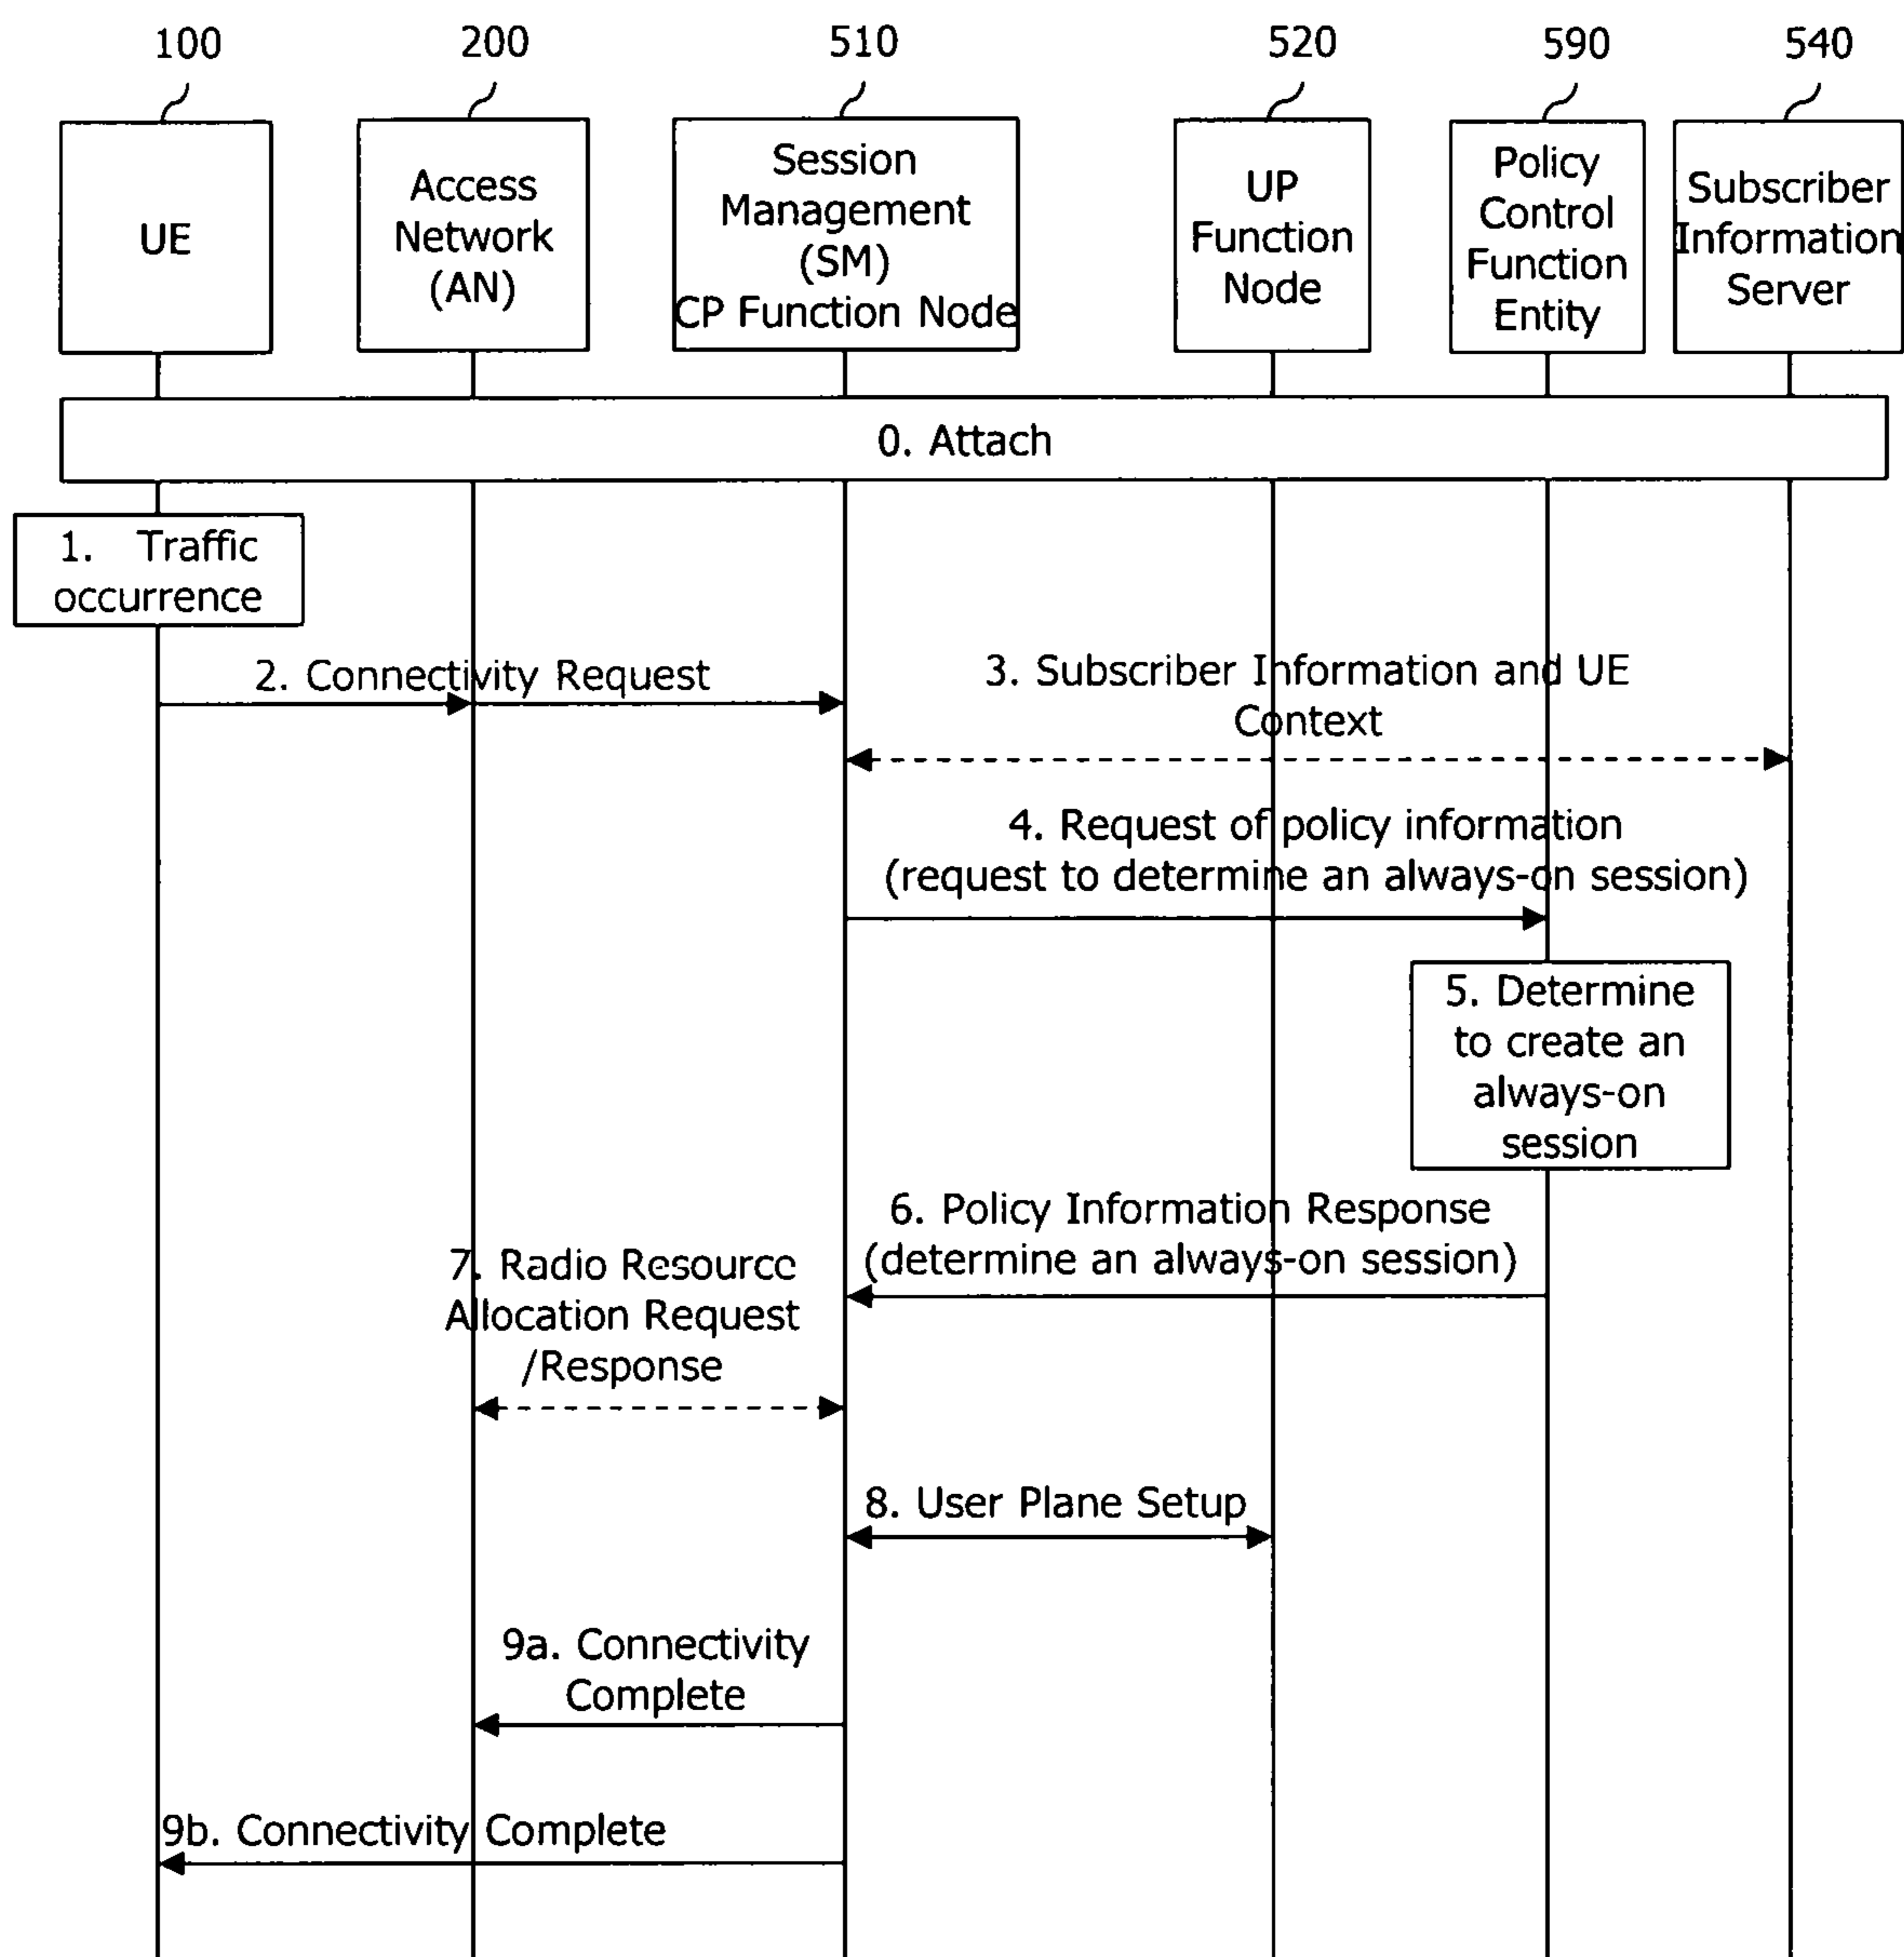 100
200
510
520
590
540
UE
Access
Network
(AN)
Session
Management
(SM)
CP Function Node
UP
Function
Node
Policy
Control
Function
Entity
Subscriber
Information
Server
0. Attach
1. Traffic
occurrence
2. Connectivity Request
3. Subscriber Information and UE
Context
4. Request of policy information
(request to determine an always-on session)
5. Determine
to create an
always-on
session
6. Policy Information Response
(determine an always-on session)
7. Radio Resource
Allocation Request
/Response
8. User Plane Setup
9a. Connectivity
Complete
9b. Connectivity Complete